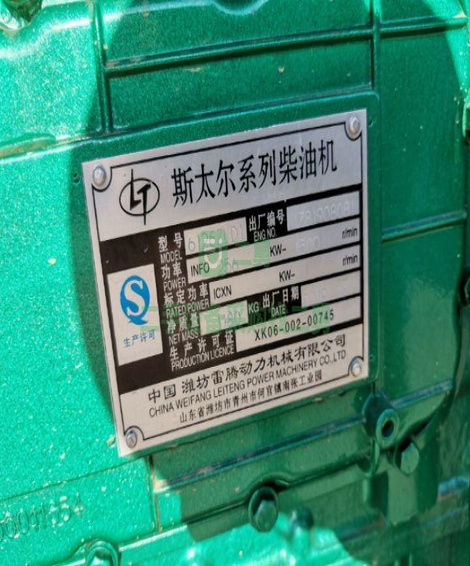 LT
斯太尔系列柴油机
型号
MODEL
出厂编号
ENG NO.
功率
POWER
INFO
KW-
r/min
标定功率
RATED POWER
ICXN
KW-
r/min
净质量
NET MASS
KG
出厂日期
DATE
生产许可证
PRODUCTION LICENCE
XK06-002-00745
生产许可
中国 潍坊雷腾动力机械有限公司
CHINA WEIFANG LEITENG POWER MACHINERY CO.,LTD
山东省潍坊市青州市何官镇南张工业园